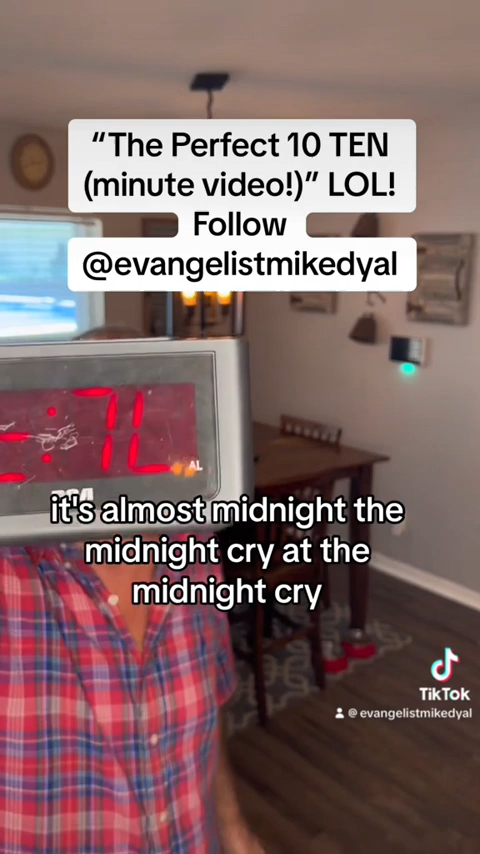 “The Perfect 10 TEN
(minute video!)” LOL!
Follow
@evangelistmikedyal
AL
it's almost midnight the
midnight cry at the
midnight cry
TikTok
@evangelistmikedyal